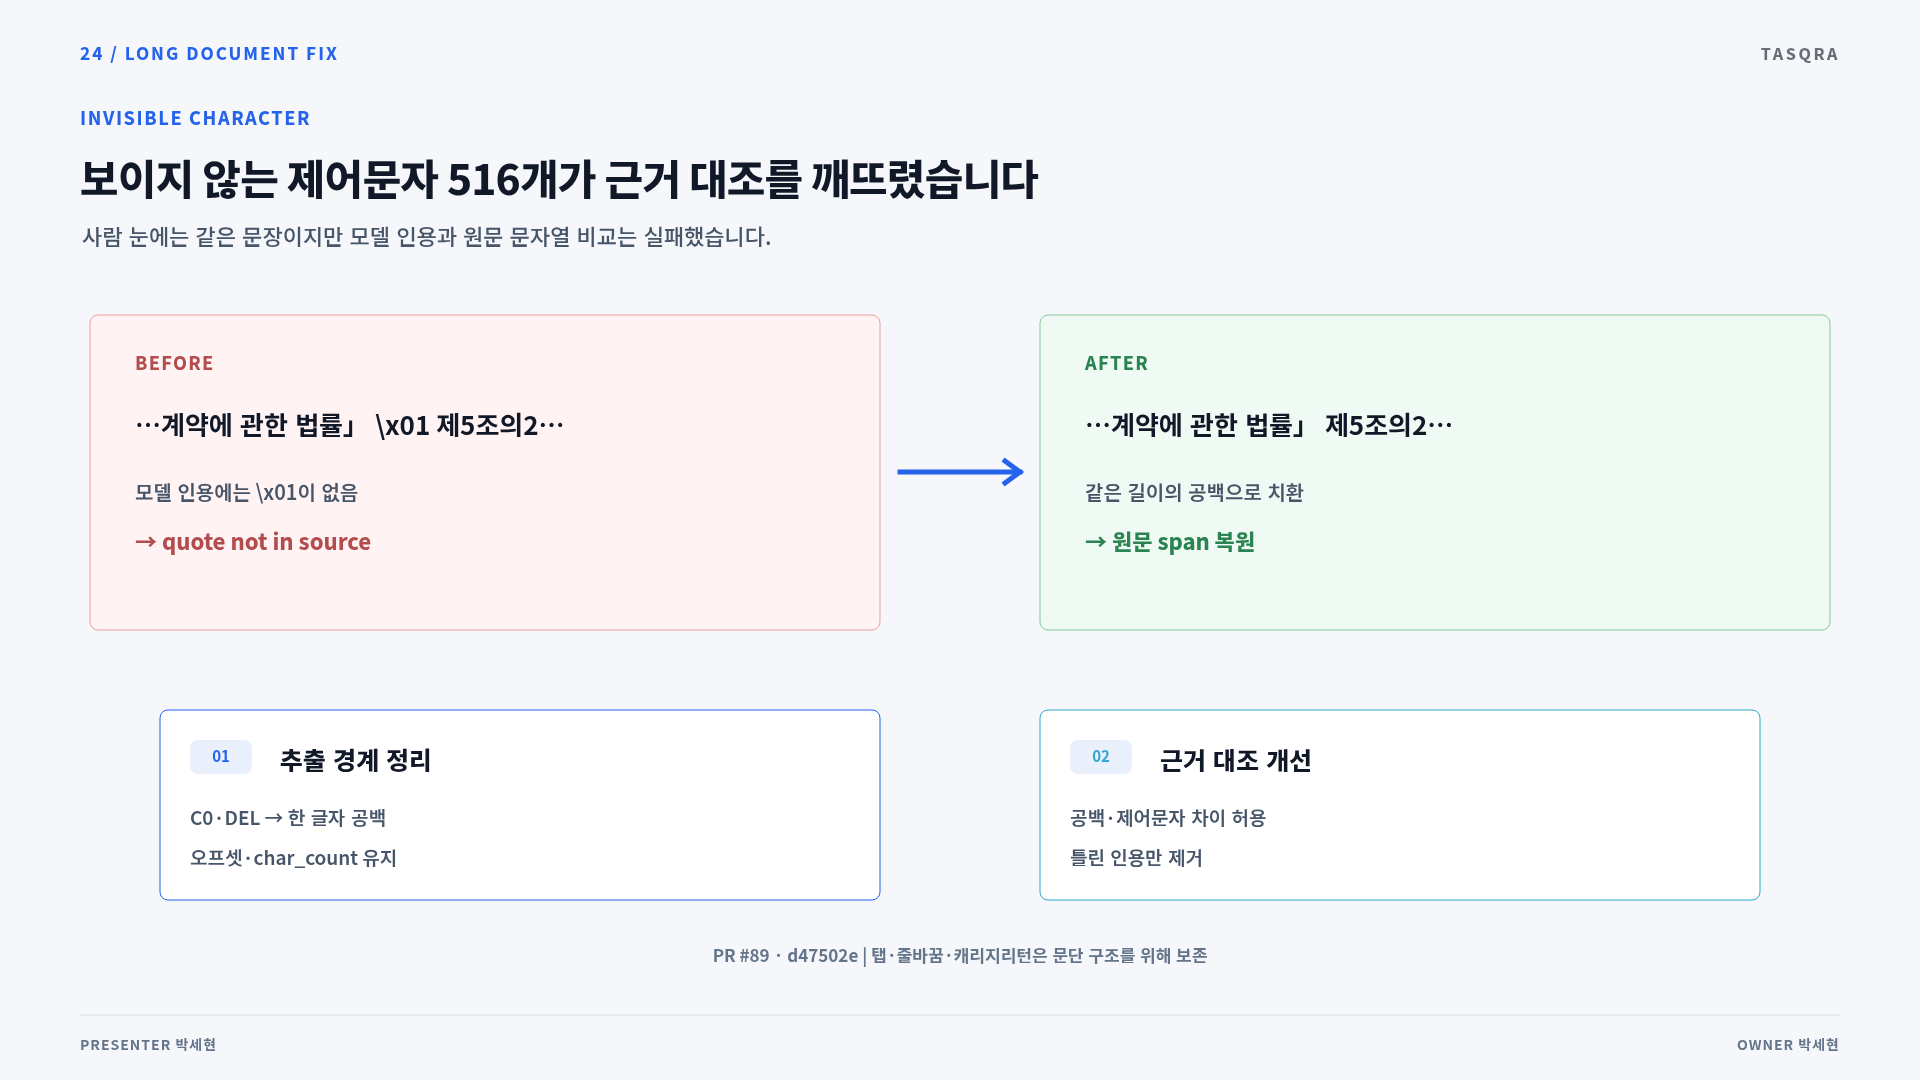 24 / LONG DOCUMENT FIX
TASQRA
INVISIBLE CHARACTER
보이지 않는 제어문자 516개가 근거 대조를 깨뜨렸습니다
사람 눈에는 같은 문장이지만 모델 인용과 원문 문자열 비교는 실패했습니다.
BEFORE
…계약에 관한 법률」 \x01 제5조의2…
모델 인용에는 \x01이 없음
→ quote not in source
AFTER
…계약에 관한 법률」 제5조의2…
같은 길이의 공백으로 치환
→ 원문 span 복원
01
추출 경계 정리
C0·DEL → 한 글자 공백
오프셋·char_count 유지
02
근거 대조 개선
공백·제어문자 차이 허용
틀린 인용만 제거
PR #89 · d47502e | 탭·줄바꿈·캐리지리턴은 문단 구조를 위해 보존
PRESENTER 박세현
OWNER 박세현